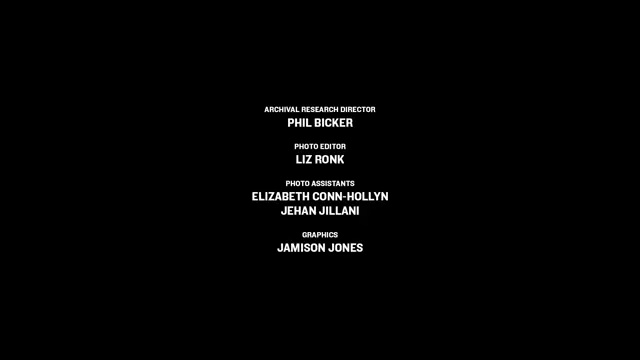 ARCHIVAL RESEARCH DIRECTOR
PHIL BICKER
PHOTO EDITOR
LIZ RONK
PHOTO ASSISTANTS
ELIZABETH CONN-HOLLYN
JEHAN JILLANI
GRAPHICS
JAMISON JONES